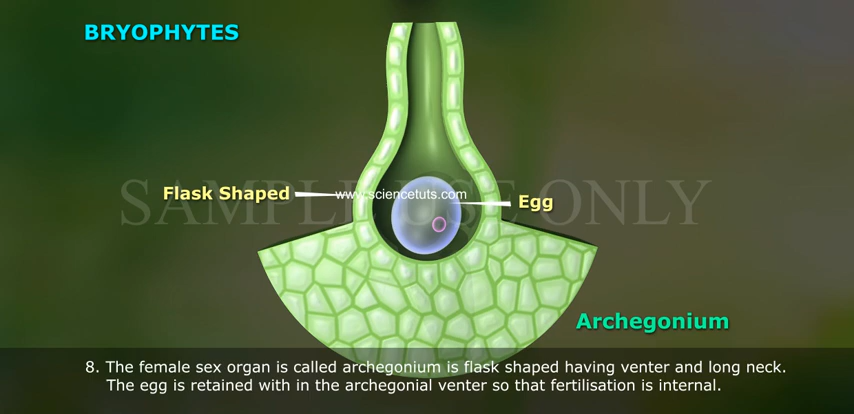 BRYOPHYTES
Flask Shaped
www.sciencetuts.com
SAMPLE USE ONLY
Egg
Archegonium
8. The female sex organ is called archegonium is flask shaped having venter and long neck.
The egg is retained with in the archegonial venter so that fertilisation is internal.